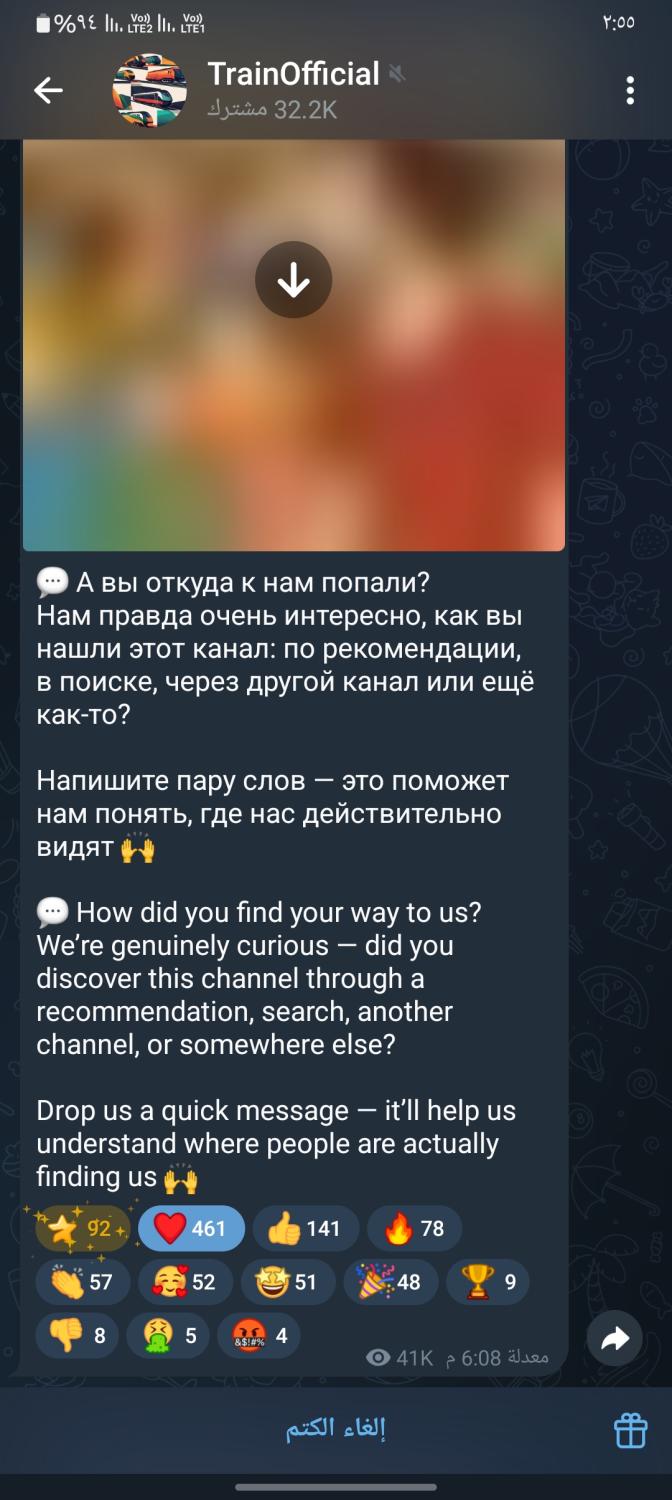 %٩٤ Vo)) LTE2 Vo)) LTE1 ٢:٥٥
TrainOfficial
32.2K مشترك
💬 А вы откуда к нам попали?
Нам правда очень интересно, как вы
нашли этот канал: по рекомендации,
в поиске, через другой канал или ещё
как-то?
Напишите пару слов — это поможет
нам понять, где нас действительно
видят 🙌
💬 How did you find your way to us?
We’re genuinely curious — did you
discover this channel through a
recommendation, search, another
channel, or somewhere else?
Drop us a quick message — it’ll help us
understand where people are actually
finding us 🙌
⭐ 92 ❤️ 461 👍 141 🔥 78
👏 57 🥰 52 🤩 51 🎉 48 🏆 9
👎 8 🤮 5 🤬 4
41K معدلة 6:08 م
إلغاء الكتم